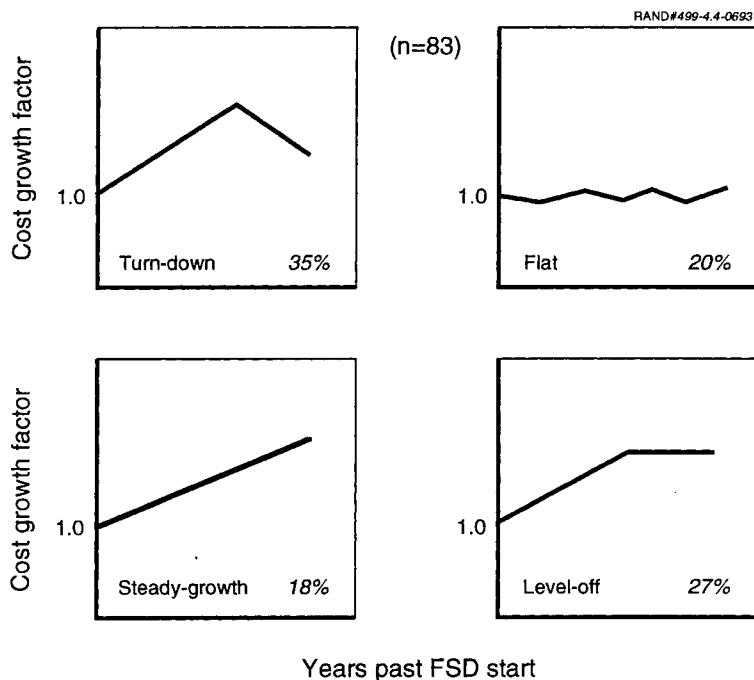 RAND#499-4.4-0693
(n=83)
Cost growth factor
1.0
Turn-down 35%
1.0
Flat 20%
Cost growth factor
1.0
Steady-growth 18%
1.0
Level-off 27%
Years past FSD start